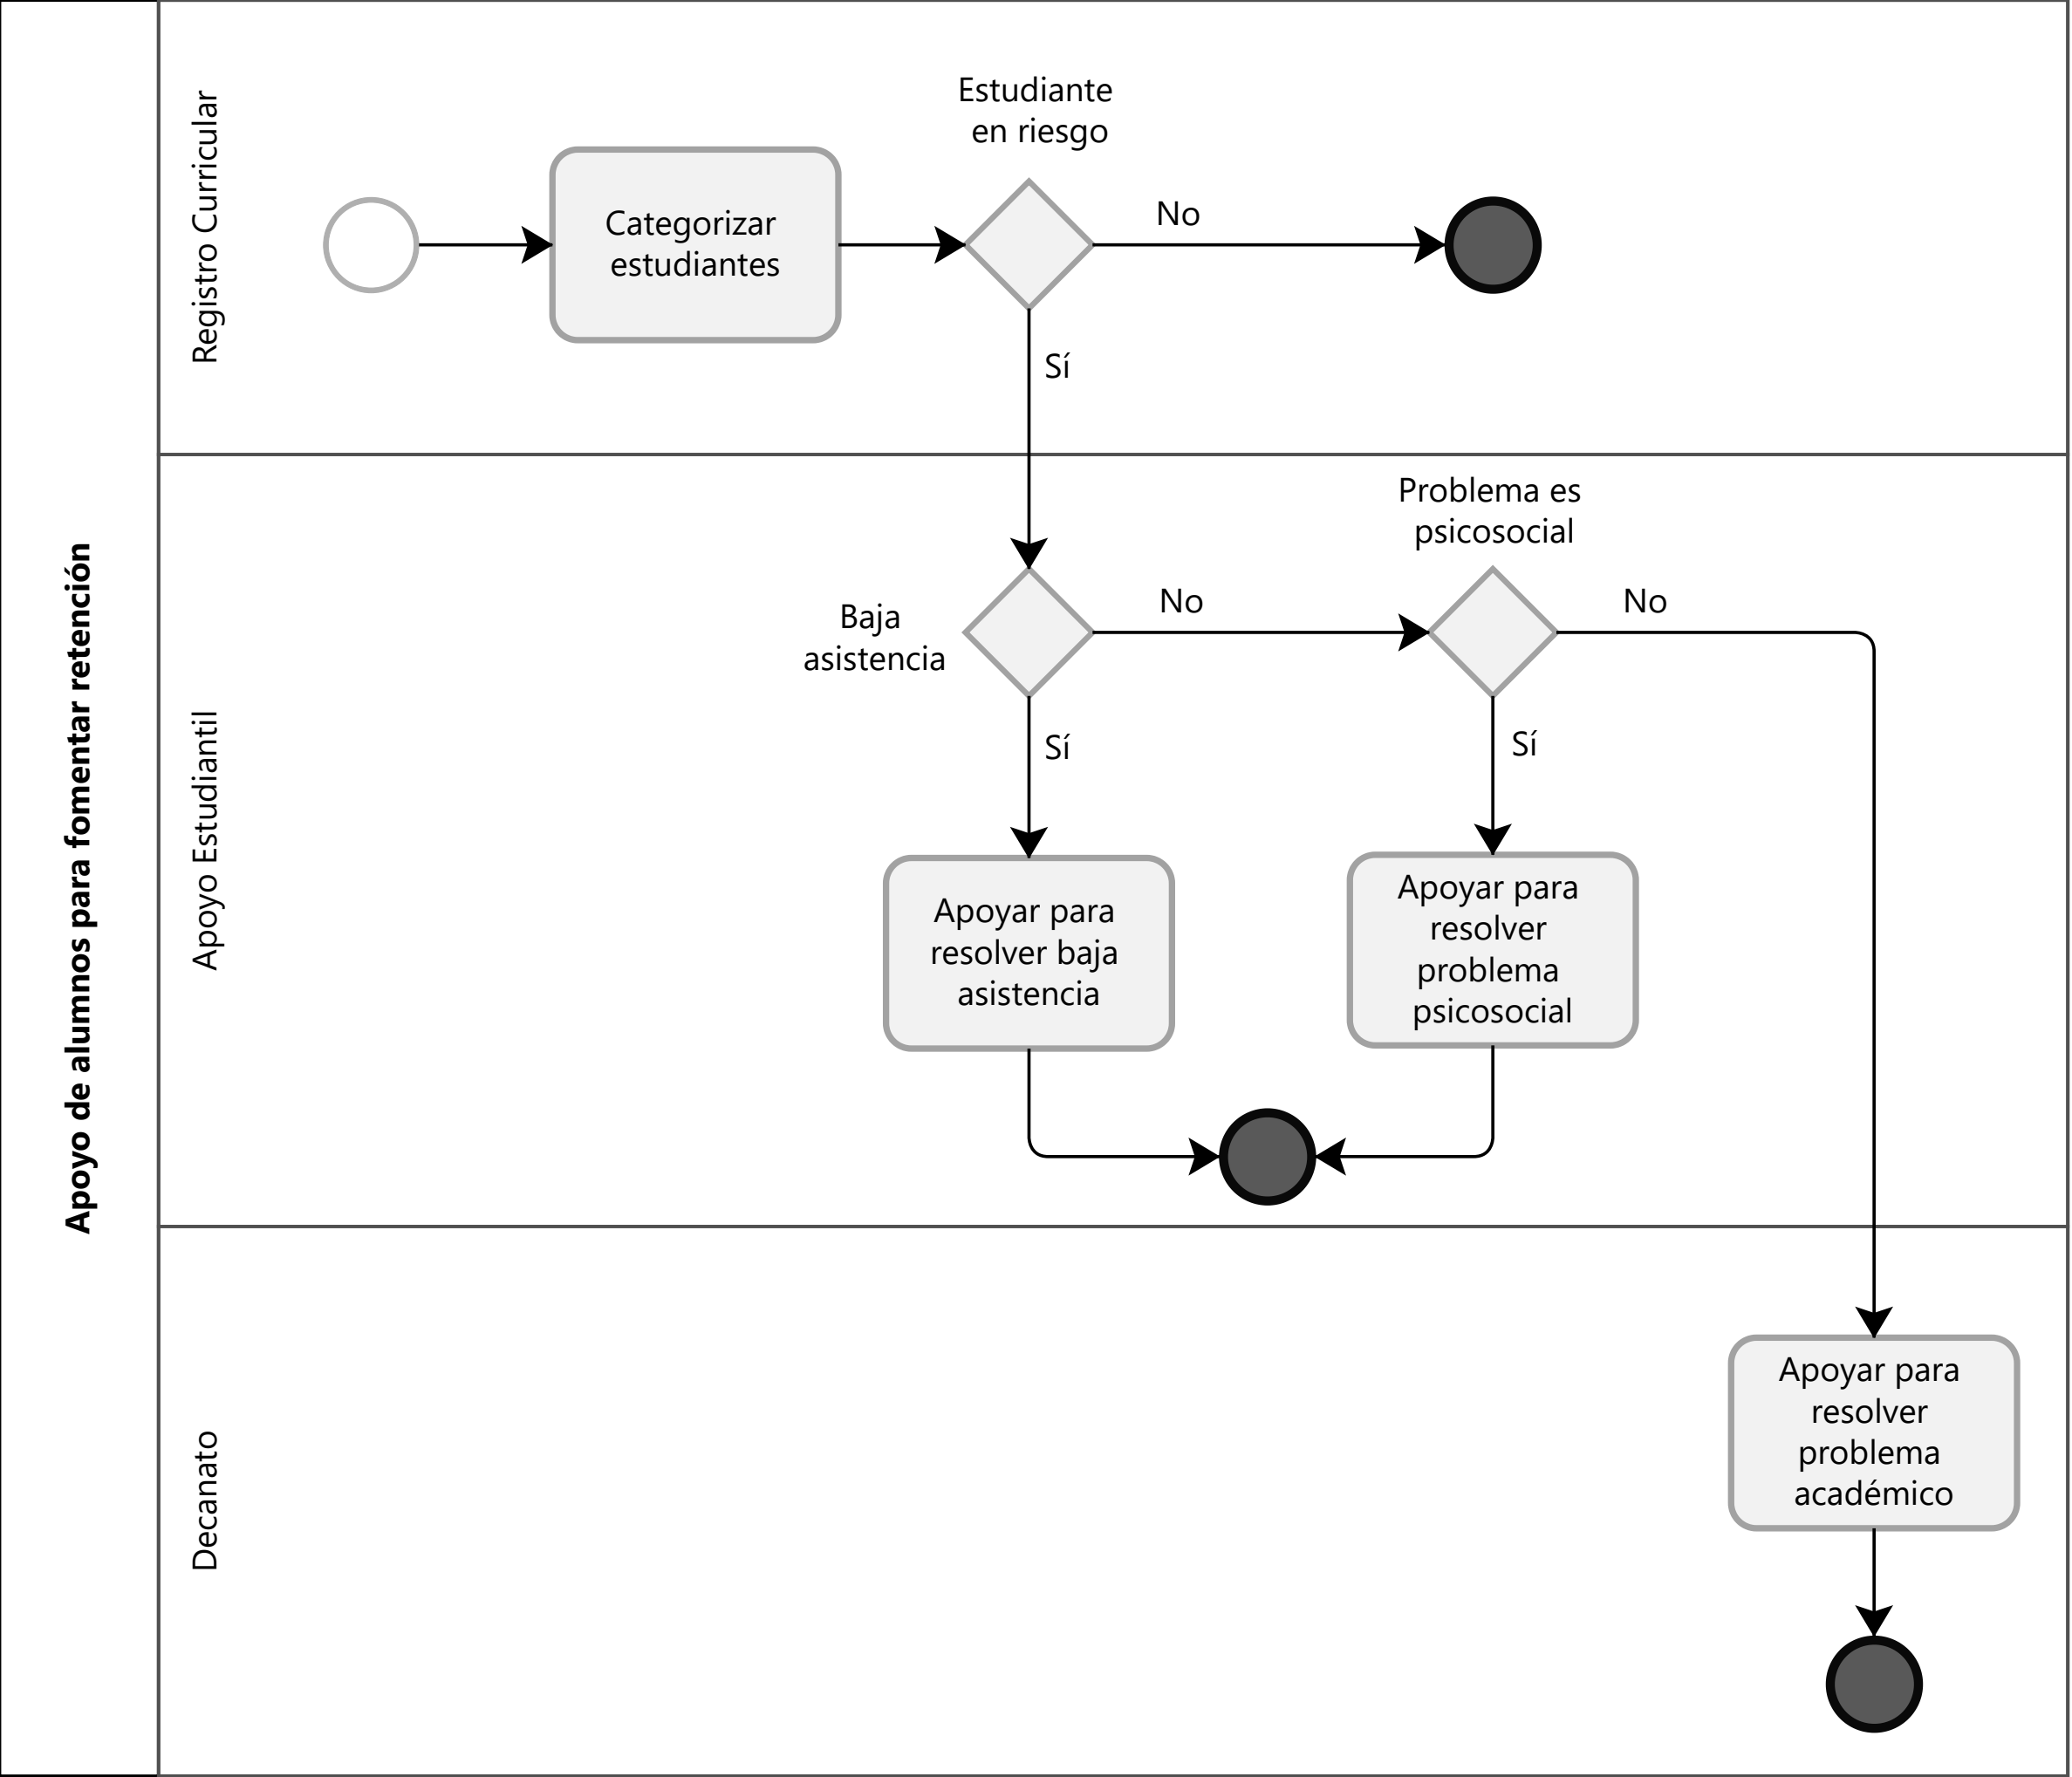 Apoyo de alumnos para fomentar retención
Registro Curricular
Estudiante
en riesgo
Categorizar
estudiantes
No
Sí
Apoyo Estudiantil
Problema es
psicosocial
Baja
asistencia
No
No
Sí
Sí
Apoyar para
resolver baja
asistencia
Apoyar para
resolver
problema
psicosocial
Decanato
Apoyar para
resolver
problema
académico